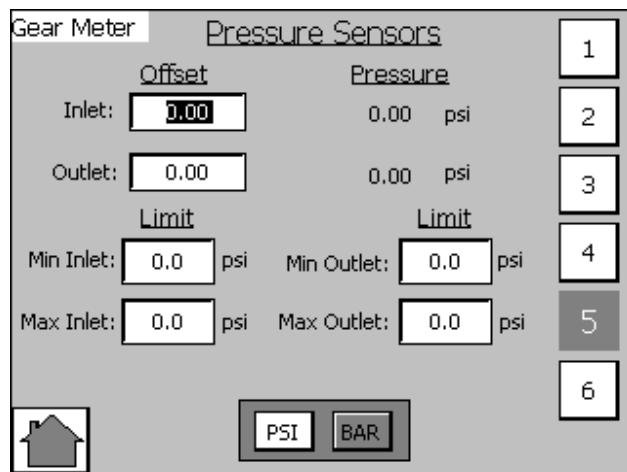 Gear Meter
Pressure Sensors
Offset Pressure
Inlet: 0.00 0.00 psi
Outlet: 0.00 0.00 psi
Limit Limit
Min Inlet: 0.0 psi Min Outlet: 0.0 psi
Max Inlet: 0.0 psi Max Outlet: 0.0 psi
PSI BAR
1
2
3
4
5
6